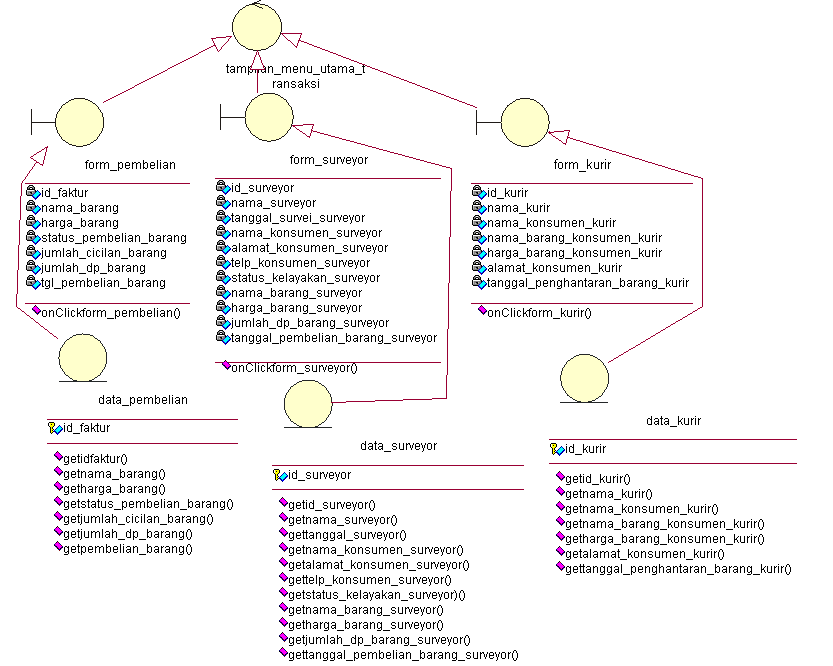 tampilan_menu_utama_t
ransaksi
form_pembelian
id_faktur
nama_barang
harga_barang
status_pembelian_barang
jumlah_cicilan_barang
jumlah_dp_barang
tgl_pembelian_barang
onClickform_pembelian()
form_surveyor
id_surveyor
nama_surveyor
tanggal_survei_surveyor
nama_konsumen_surveyor
alamat_konsumen_surveyor
telp_konsumen_surveyor
status_kelayakan_surveyor
nama_barang_surveyor
harga_barang_surveyor
jumlah_dp_barang_surveyor
tanggal_pembelian_barang_surveyor
onClickform_surveyor()
form_kurir
id_kurir
nama_kurir
nama_konsumen_kurir
nama_barang_konsumen_kurir
harga_barang_konsumen_kurir
alamat_konsumen_kurir
tanggal_penghantaran_barang_kurir
onClickform_kurir()
data_pembelian
id_faktur
getidfaktur()
getnama_barang()
getharga_barang()
getstatus_pembelian_barang()
getjumlah_cicilan_barang()
getjumlah_dp_barang()
getpembelian_barang()
data_surveyor
id_surveyor
getid_surveyor()
getnama_surveyor()
gettanggal_surveyor()
getnama_konsumen_surveyor()
getalamat_konsumen_surveyor()
gettelp_konsumen_surveyor()
getstatus_kelayakan_surveyor)()
getnama_barang_surveyor()
getharga_barang_surveyor()
getjumlah_dp_barang_surveyor()
gettanggal_pembelian_barang_surveyor()
data_kurir
id_kurir
getid_kurir()
getnama_kurir()
getnama_konsumen_kurir()
getnama_barang_konsumen_kurir()
getharga_barang_konsumen_kurir()
getalamat_konsumen_kurir()
gettanggal_penghantaran_barang_kurir()